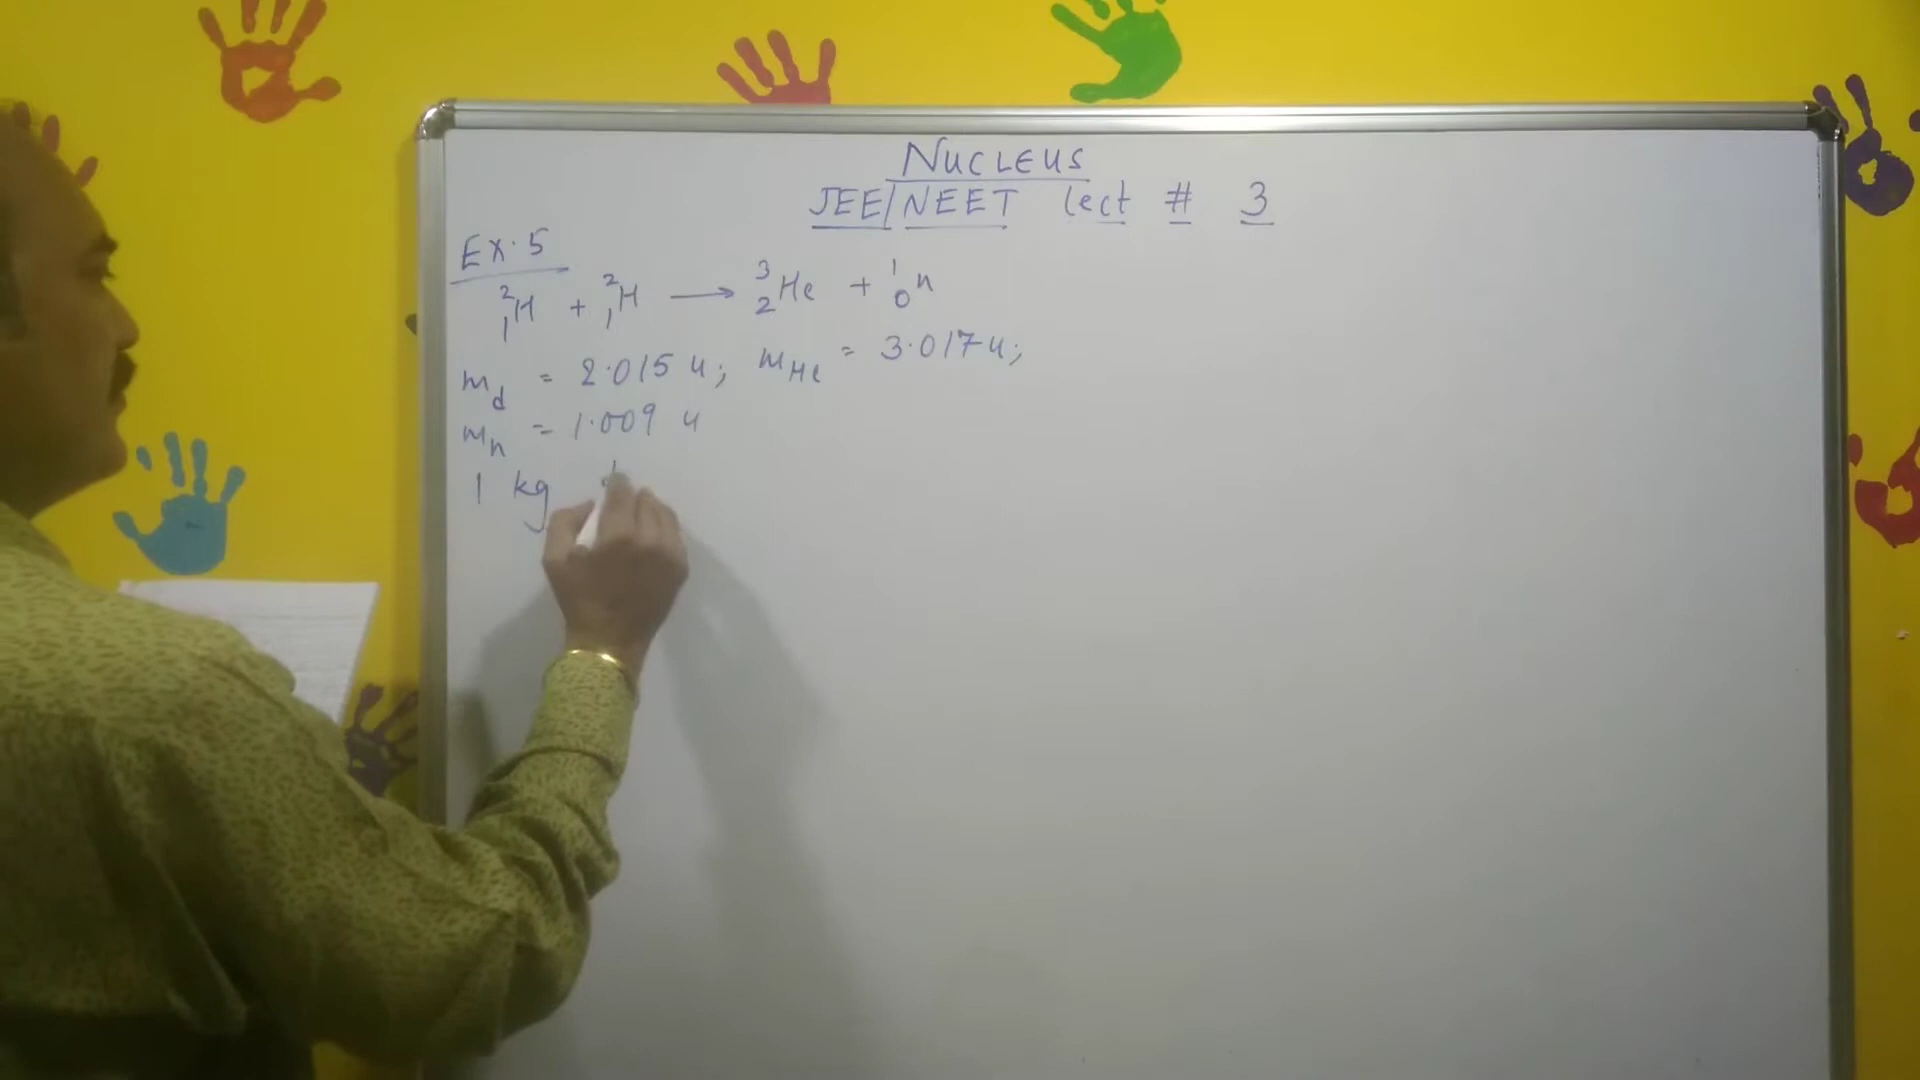 NUCLEUS
JEE/NEET lect # 3
EX.5
²₁H + ²₁H → ³₂He + ¹₀n
m_d = 2.015 u; m_He = 3.017 u;
m_n = 1.009 u
1 kg